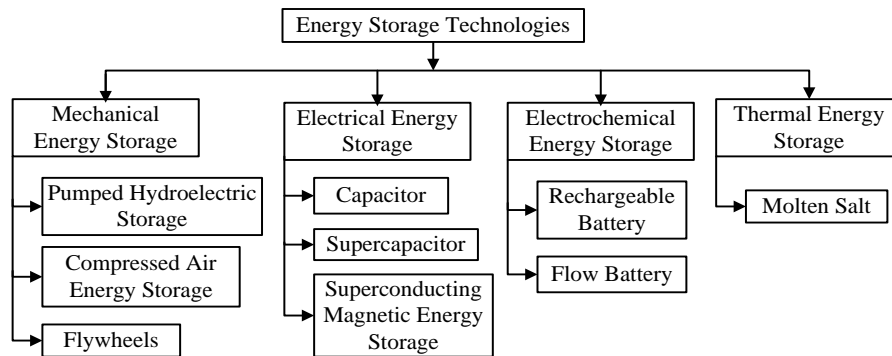 Energy Storage Technologies
Mechanical
Energy Storage
Pumped Hydroelectric
Storage
Compressed Air
Energy Storage
Flywheels
Electrical Energy
Storage
Capacitor
Supercapacitor
Superconducting
Magnetic Energy
Storage
Electrochemical
Energy Storage
Rechargeable
Battery
Flow Battery
Thermal Energy
Storage
Molten Salt